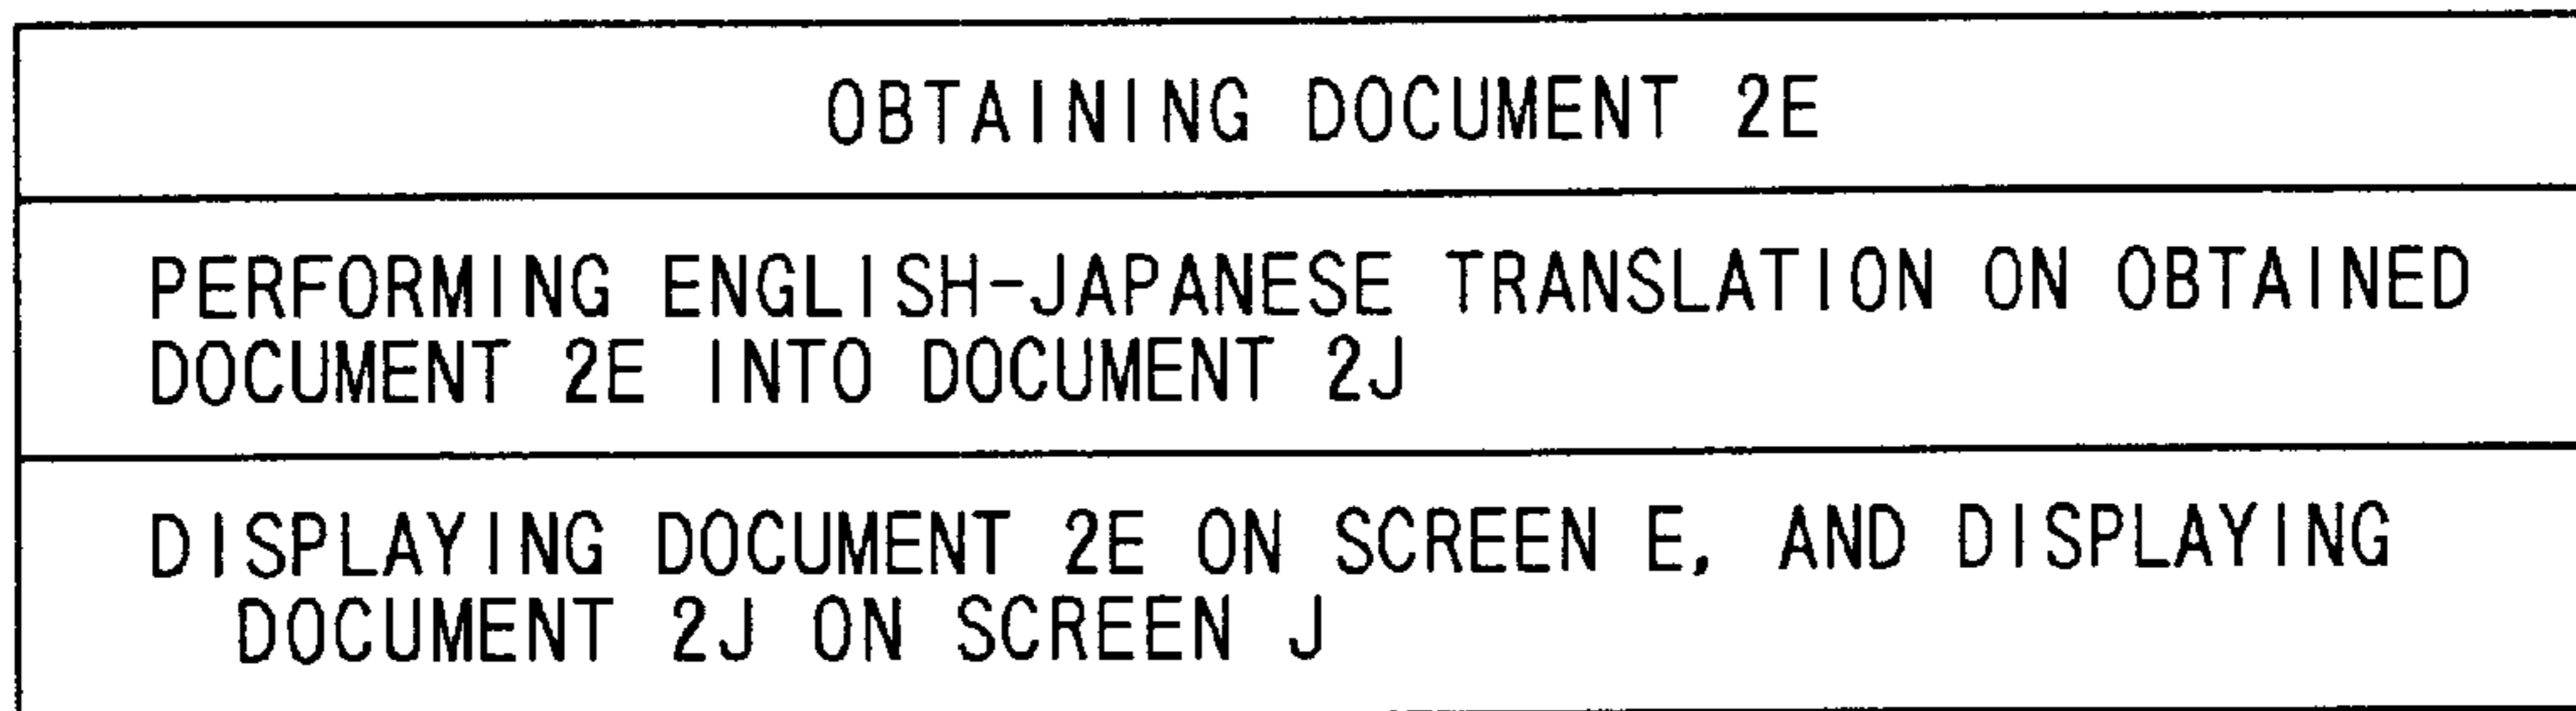 OBTAINING DOCUMENT 2E
PERFORMING ENGLISH-JAPANESE TRANSLATION ON OBTAINED
DOCUMENT 2E INTO DOCUMENT 2J
DISPLAYING DOCUMENT 2E ON SCREEN E, AND DISPLAYING
DOCUMENT 2J ON SCREEN J